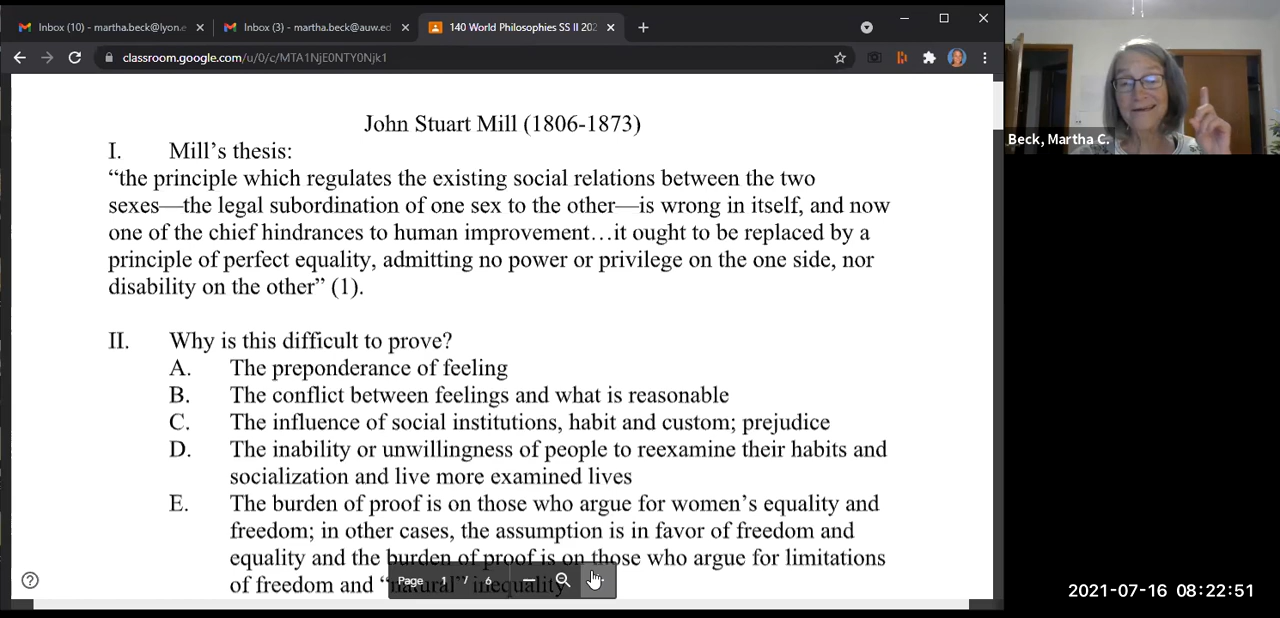 Inbox (10) - martha.beck@lyon.e
Inbox (3) - martha.beck@auw.ed
140 World Philosophies SS II 202
classroom.google.com/u/0/c/MTA1NjE0NTY0Njk1
John Stuart Mill (1806-1873)
I. Mill’s thesis:
“the principle which regulates the existing social relations between the two
sexes—the legal subordination of one sex to the other—is wrong in itself, and now
one of the chief hindrances to human improvement…it ought to be replaced by a
principle of perfect equality, admitting no power or privilege on the one side, nor
disability on the other” (1).
II. Why is this difficult to prove?
A. The preponderance of feeling
B. The conflict between feelings and what is reasonable
C. The influence of social institutions, habit and custom; prejudice
D. The inability or unwillingness of people to reexamine their habits and
socialization and live more examined lives
E. The burden of proof is on those who argue for women’s equality and
freedom; in other cases, the assumption is in favor of freedom and
equality and the burden of proof is on those who argue for limitations
of freedom and “natural” inequality
Page 1 / 6
Beck, Martha C.
2021-07-16 08:22:51